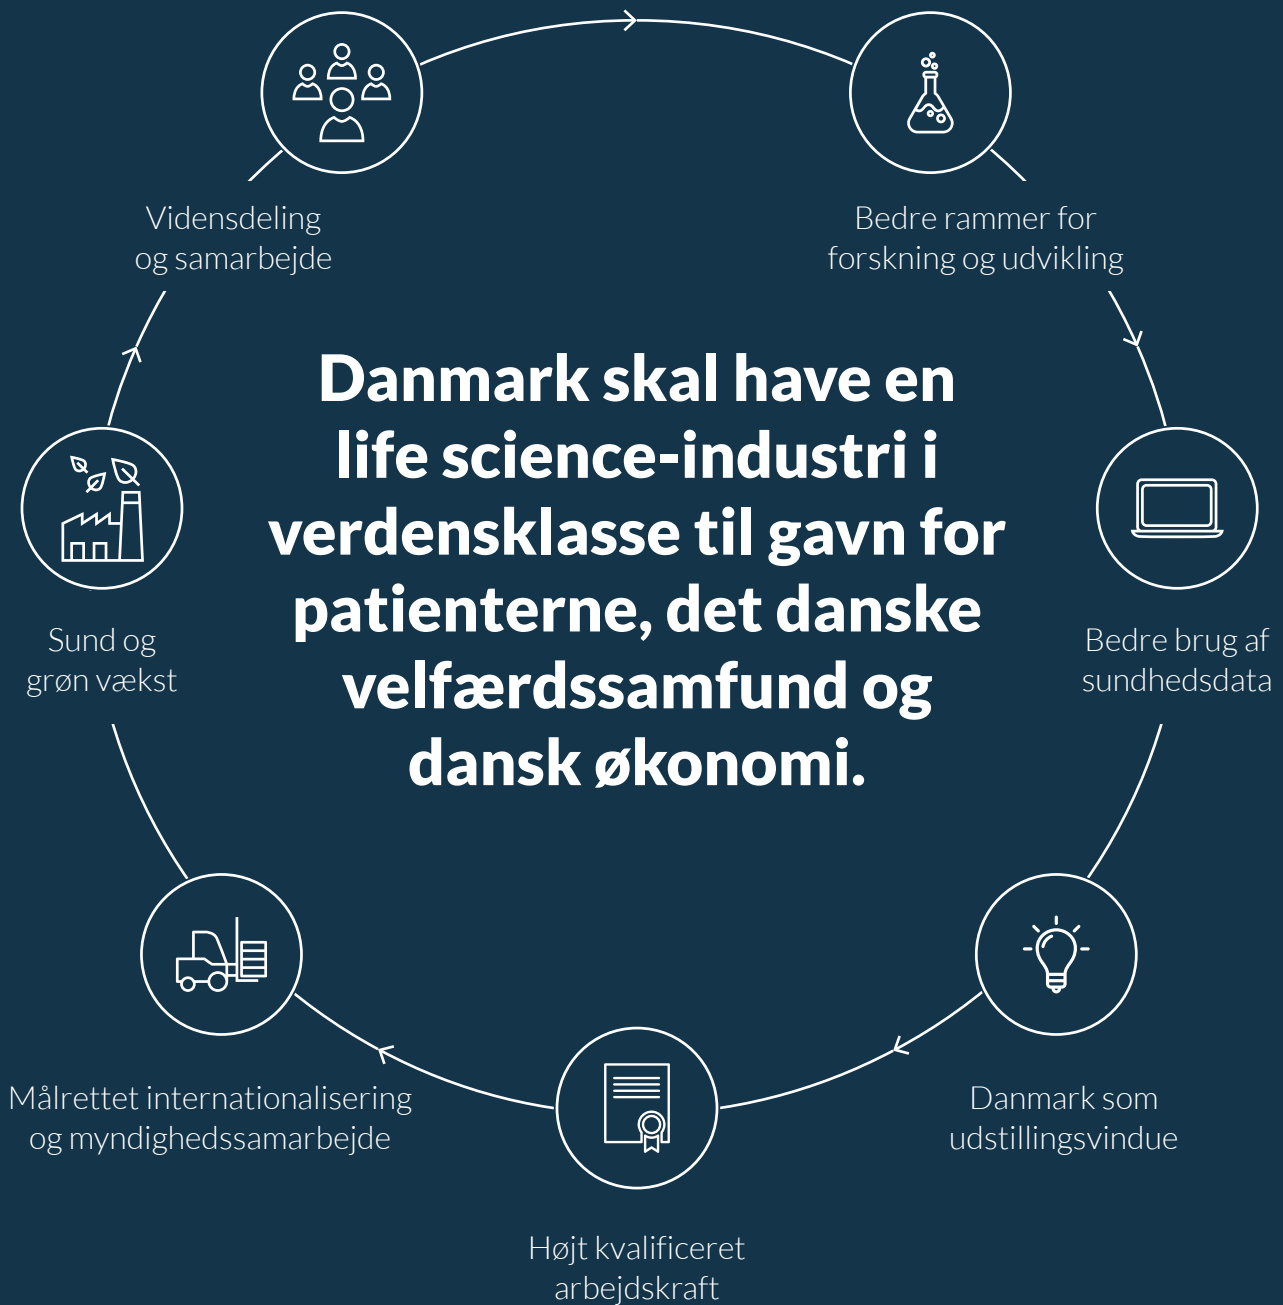 Vidensdeling
og samarbejde
Bedre rammer for
forskning og udvikling
Danmark skal have en
life science-industri i
verdensklasse til gavn for
patienterne, det danske
velfærdssamfund og
dansk økonomi.
Sund og
grøn vækst
Bedre brug af
sundhedsdata
Målrettet internationalisering
og myndighedssamarbejde
Danmark som
udstillingsvindue
Højt kvalificeret
arbejdskraft